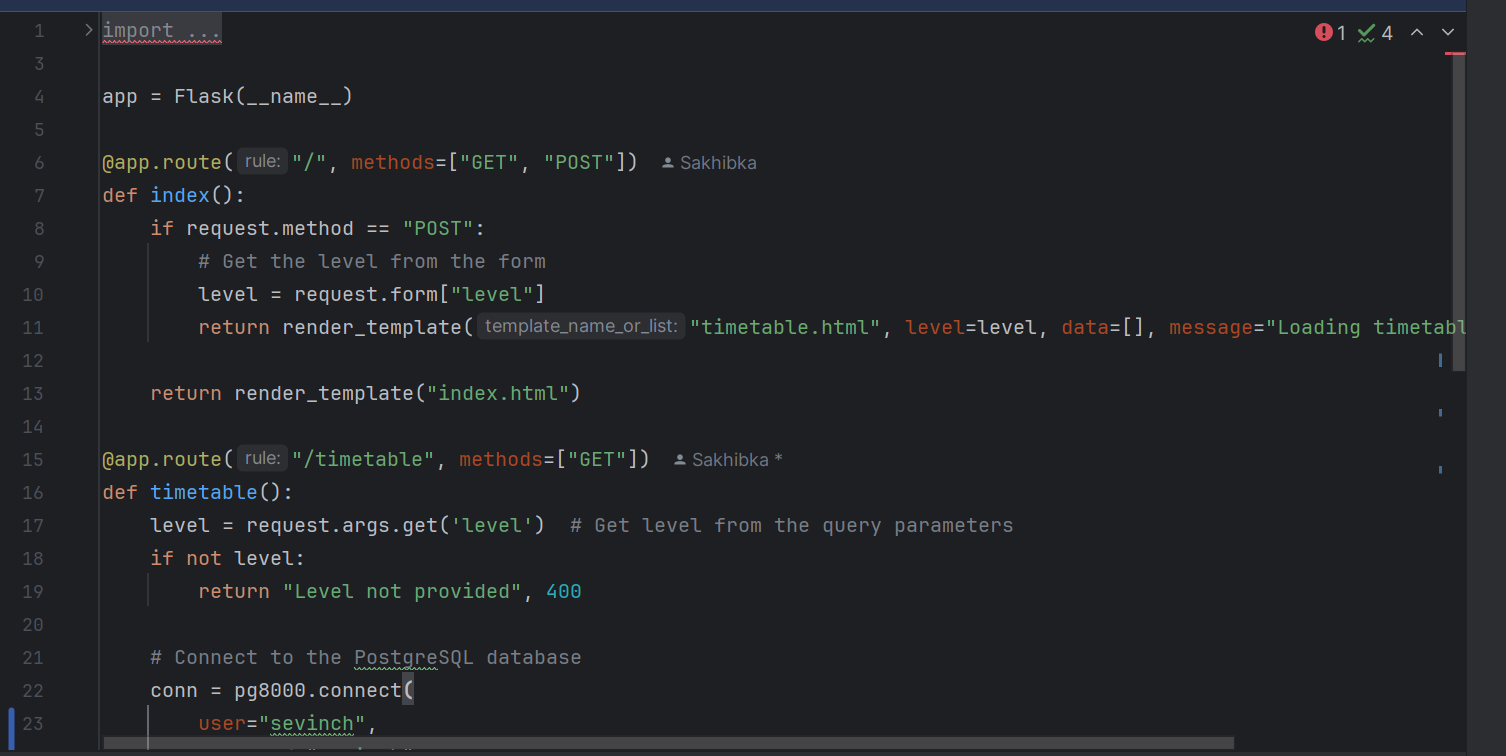 1 import ... 1 4
3
4 app = Flask(__name__)
5
6 @app.route( rule: "/", methods=["GET", "POST"]) Sakhibka
7 def index():
8 if request.method == "POST":
9 # Get the level from the form
10 level = request.form["level"]
11 return render_template( template_name_or_list: "timetable.html", level=level, data=[], message="Loading timetabl
12
13 return render_template("index.html")
14
15 @app.route( rule: "/timetable", methods=["GET"]) Sakhibka *
16 def timetable():
17 level = request.args.get('level') # Get level from the query parameters
18 if not level:
19 return "Level not provided", 400
20
21 # Connect to the PostgreSQL database
22 conn = pg8000.connect(
23 user="sevinch",